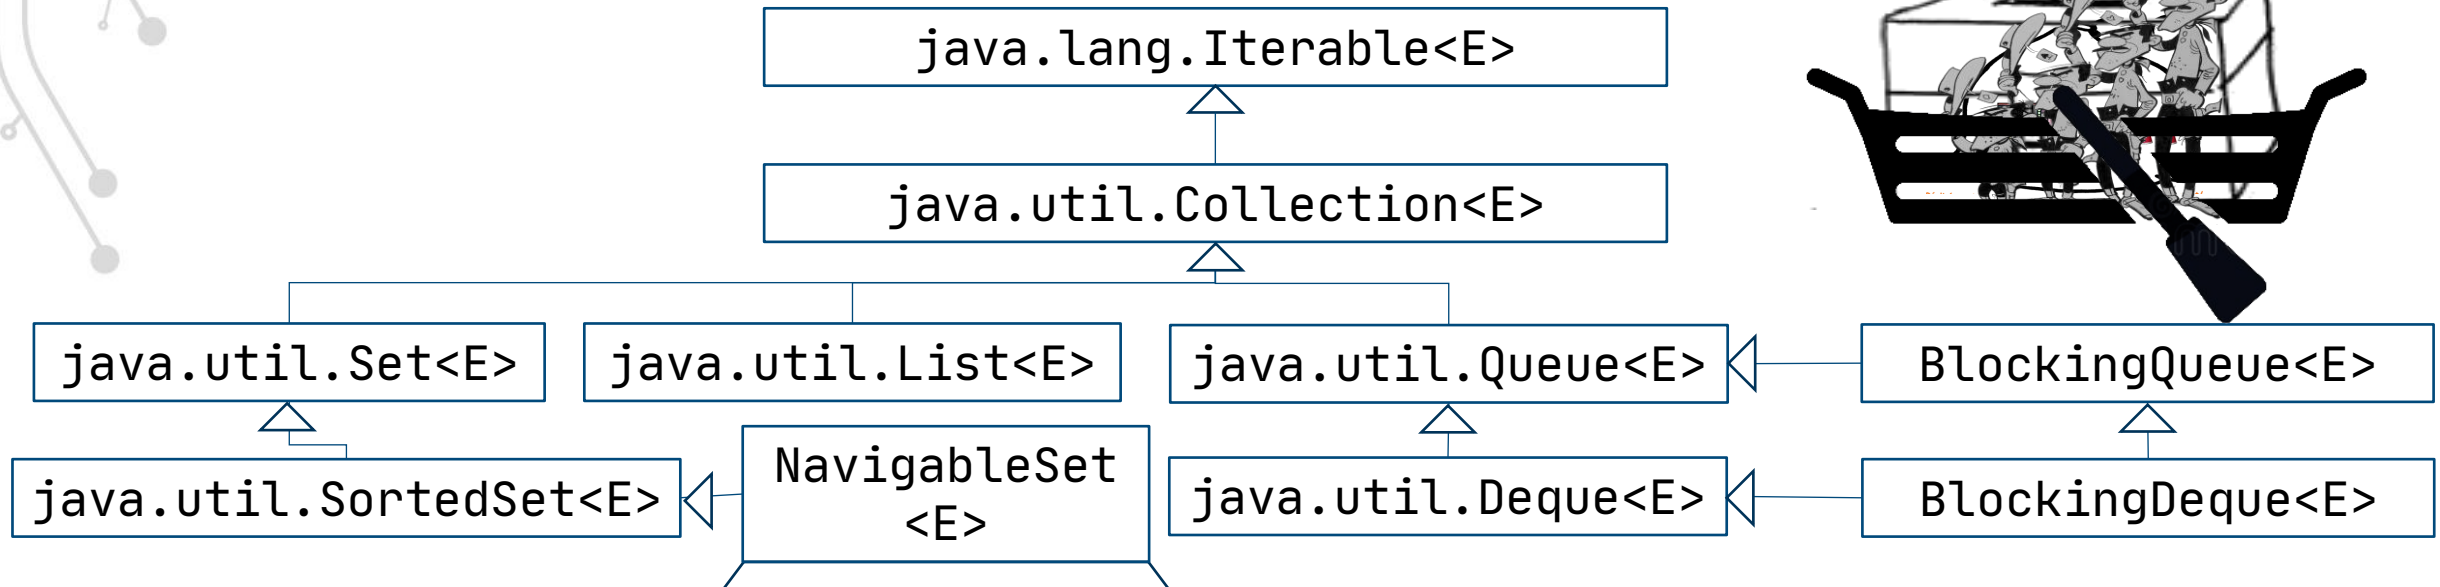 java.lang.Iterable<E>
java.util.Collection<E>
java.util.Set<E>
java.util.List<E>
java.util.Queue<E>
BlockingQueue<E>
java.util.SortedSet<E>
NavigableSet
<E>
java.util.Deque<E>
BlockingDeque<E>